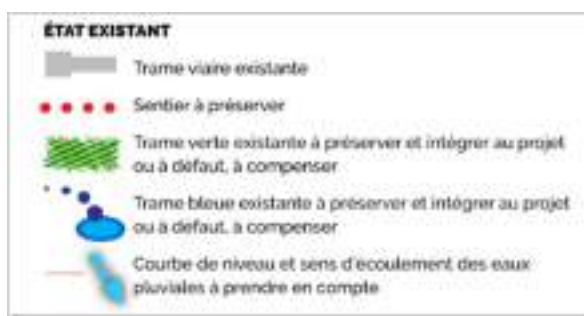 ÉTAT EXISTANT
Trame viaire existante
Sentier à préserver
Trame verte existante à préserver et intégrer au projet
ou à défaut, à compenser
Trame bleue existante à préserver et intégrer au projet
ou à défaut, à compenser
Courbe de niveau et sens d'écoulement des eaux
pluviales à prendre en compte